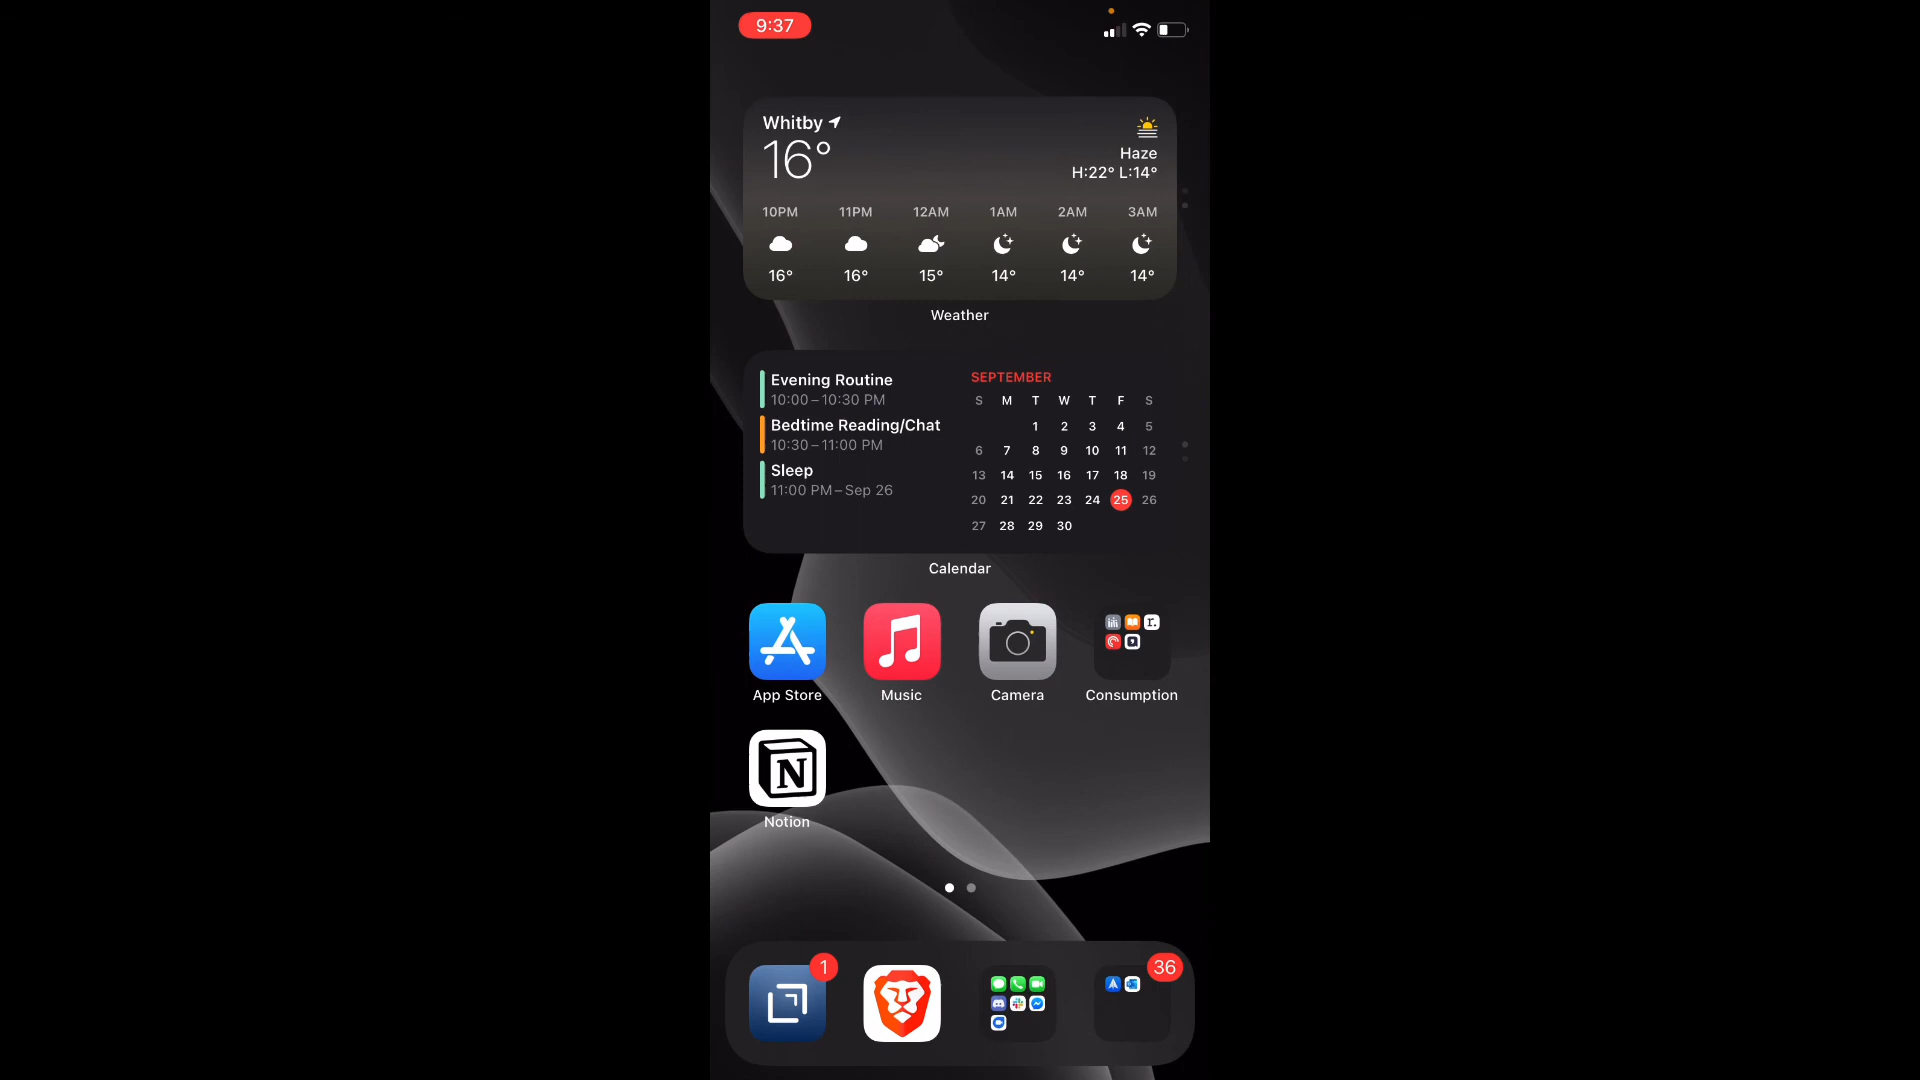 9:37
Whitby
16°
Haze
H:22° L:14°
10PM 11PM 12AM 1AM 2AM 3AM
16° 16° 15° 14° 14° 14°
Weather
Evening Routine
10:00 – 10:30 PM
Bedtime Reading/Chat
10:30 – 11:00 PM
Sleep
11:00 PM – Sep 26
SEPTEMBER
S M T W T F S
1 2 3 4 5
6 7 8 9 10 11 12
13 14 15 16 17 18 19
20 21 22 23 24 25 26
27 28 29 30
Calendar
App Store Music Camera Consumption
r.
N
Notion
1
36